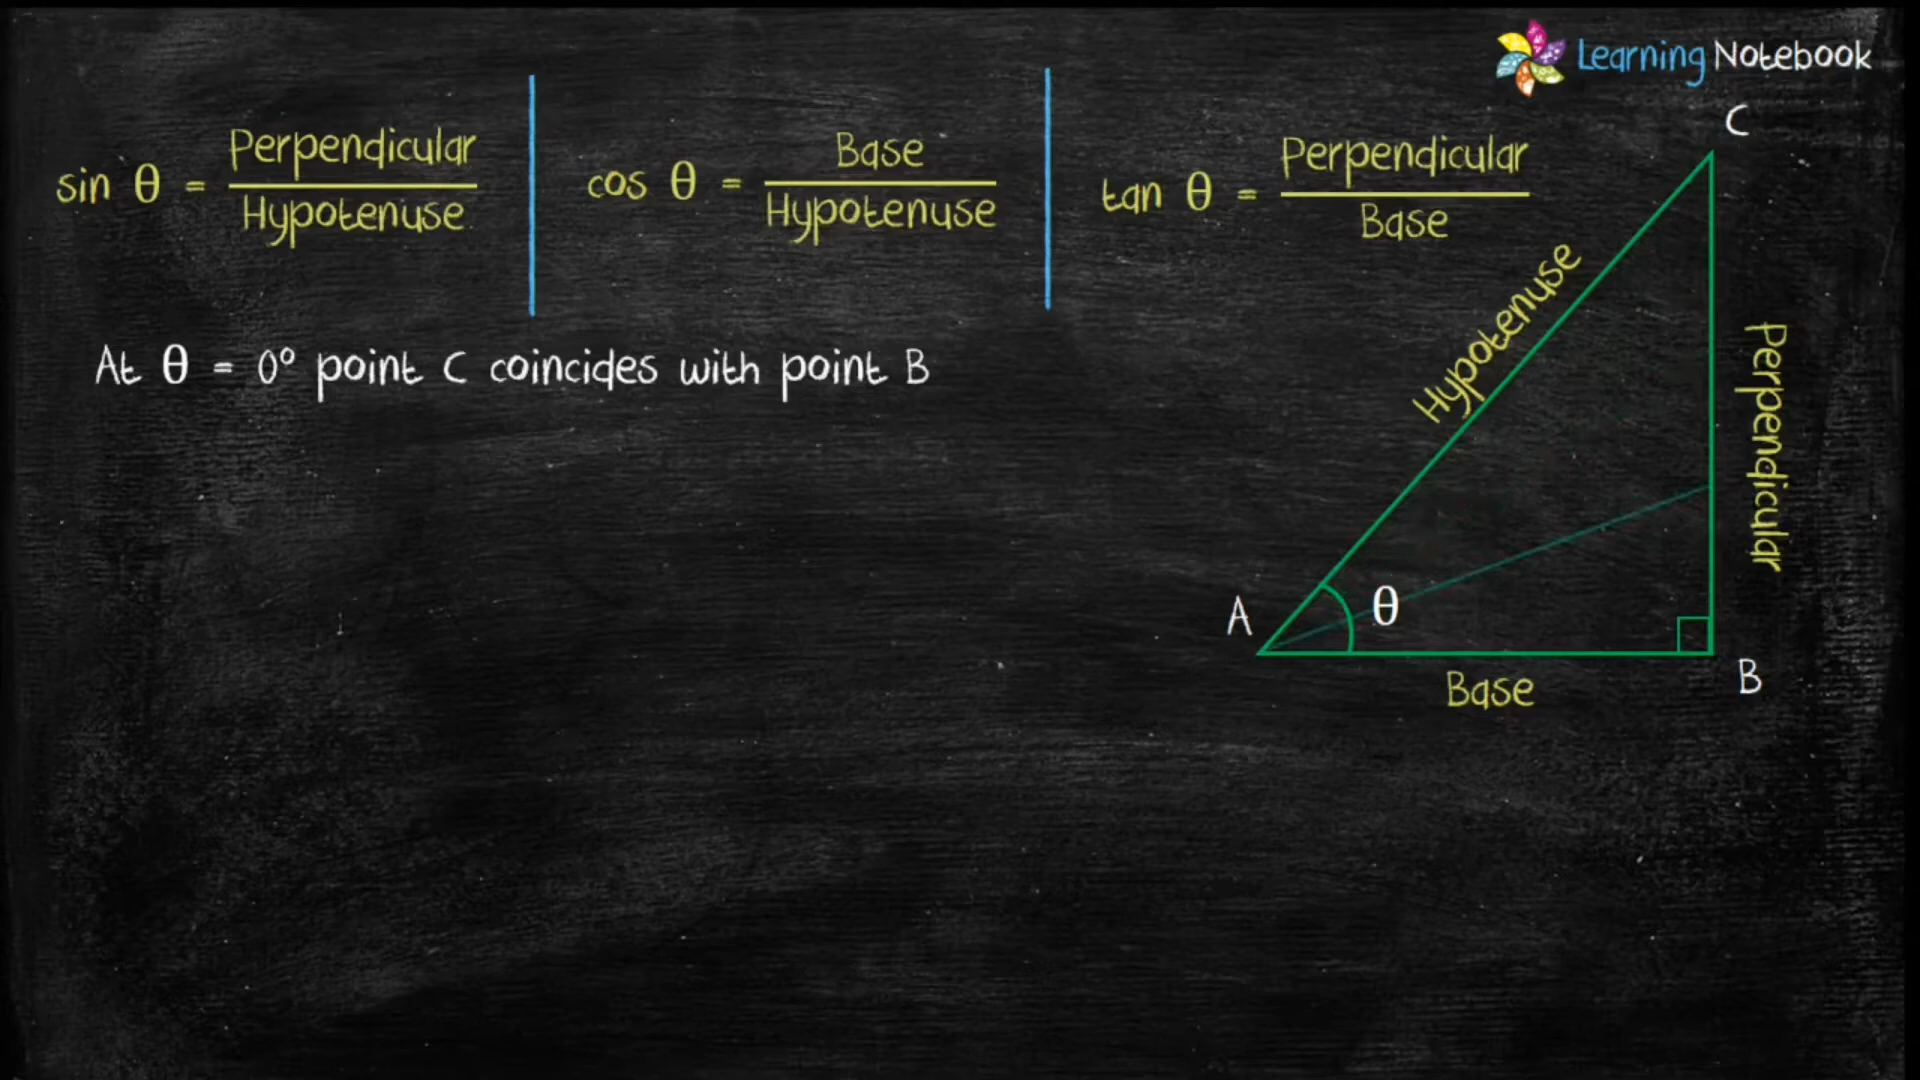 Learning Notebook
sin θ = Perpendicular / Hypotenuse
cos θ = Base / Hypotenuse
tan θ = Perpendicular / Base
At θ = 0° point C coincides with point B
C
Hypotenuse
Perpendicular
A
θ
B
Base